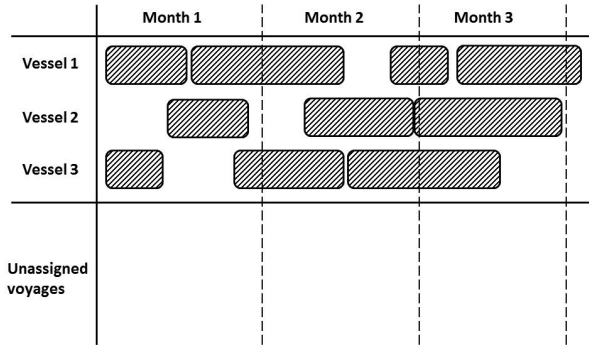 Month 1 Month 2 Month 3
Vessel 1
Vessel 2
Vessel 3
Unassigned
voyages